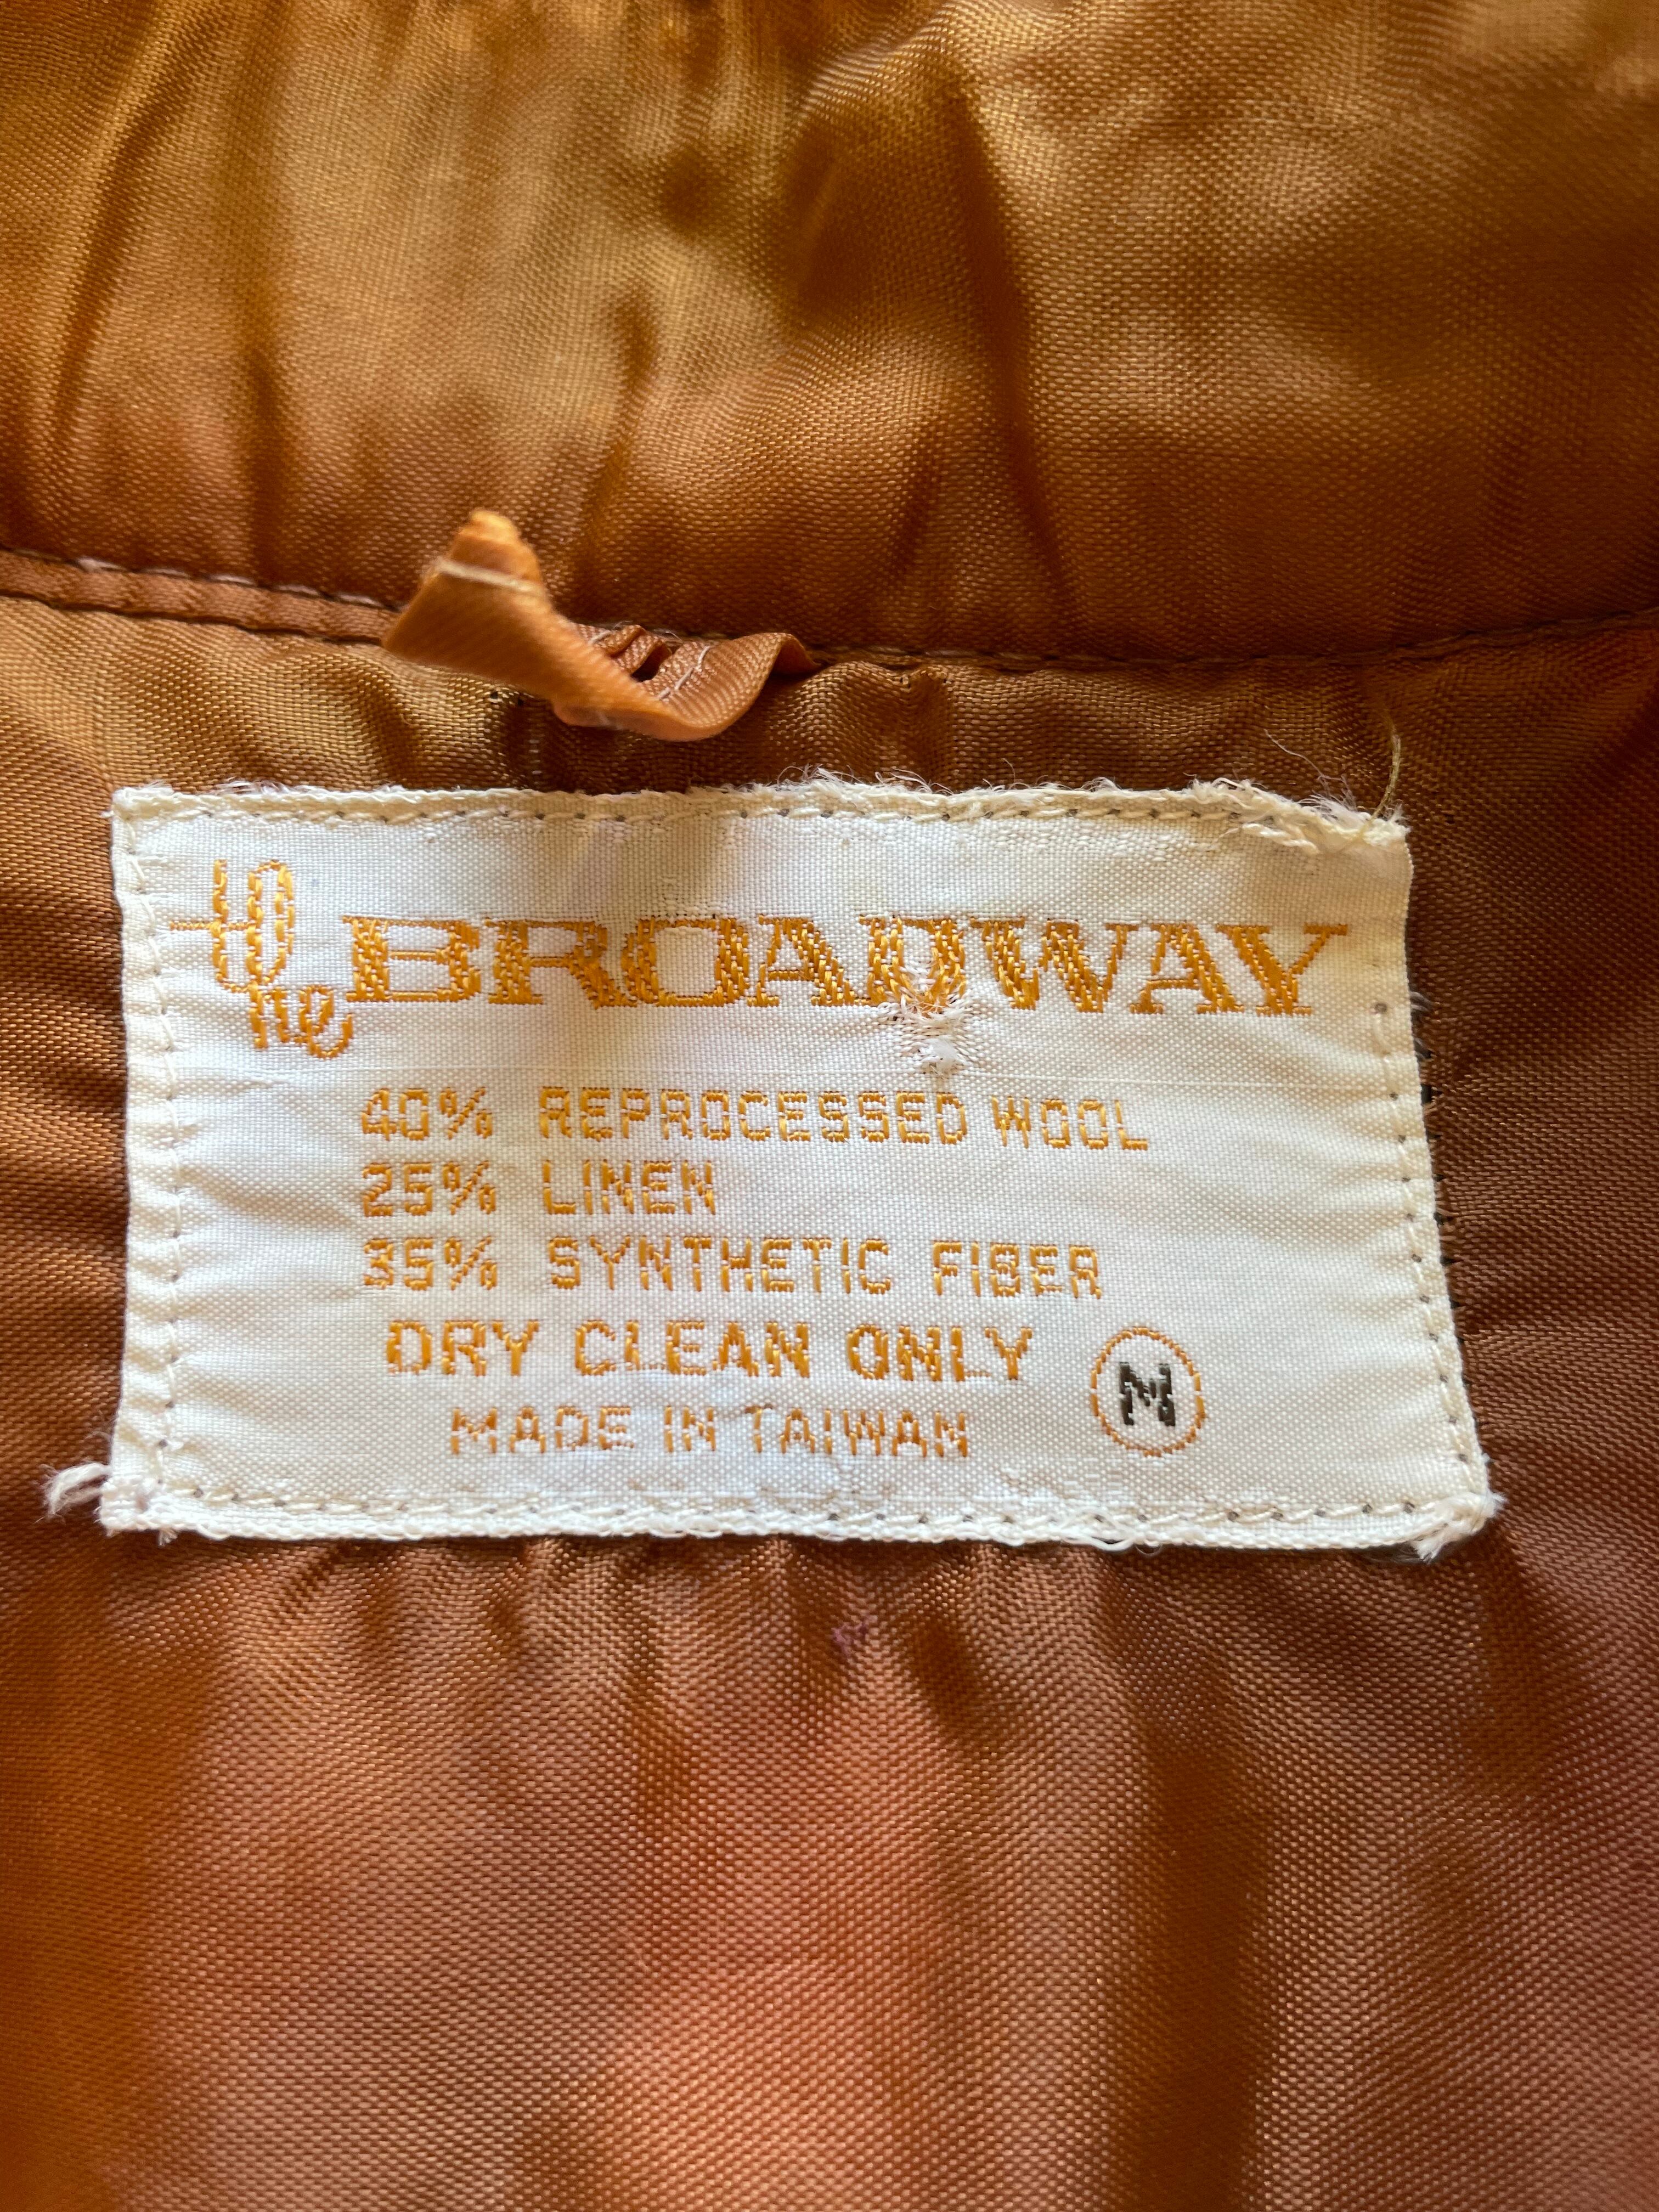 the BROADWAY
40% REPROCESSED WOOL
25% LINEN
35% SYNTHETIC FIBER
DRY CLEAN ONLY
M
MADE IN TAIWAN